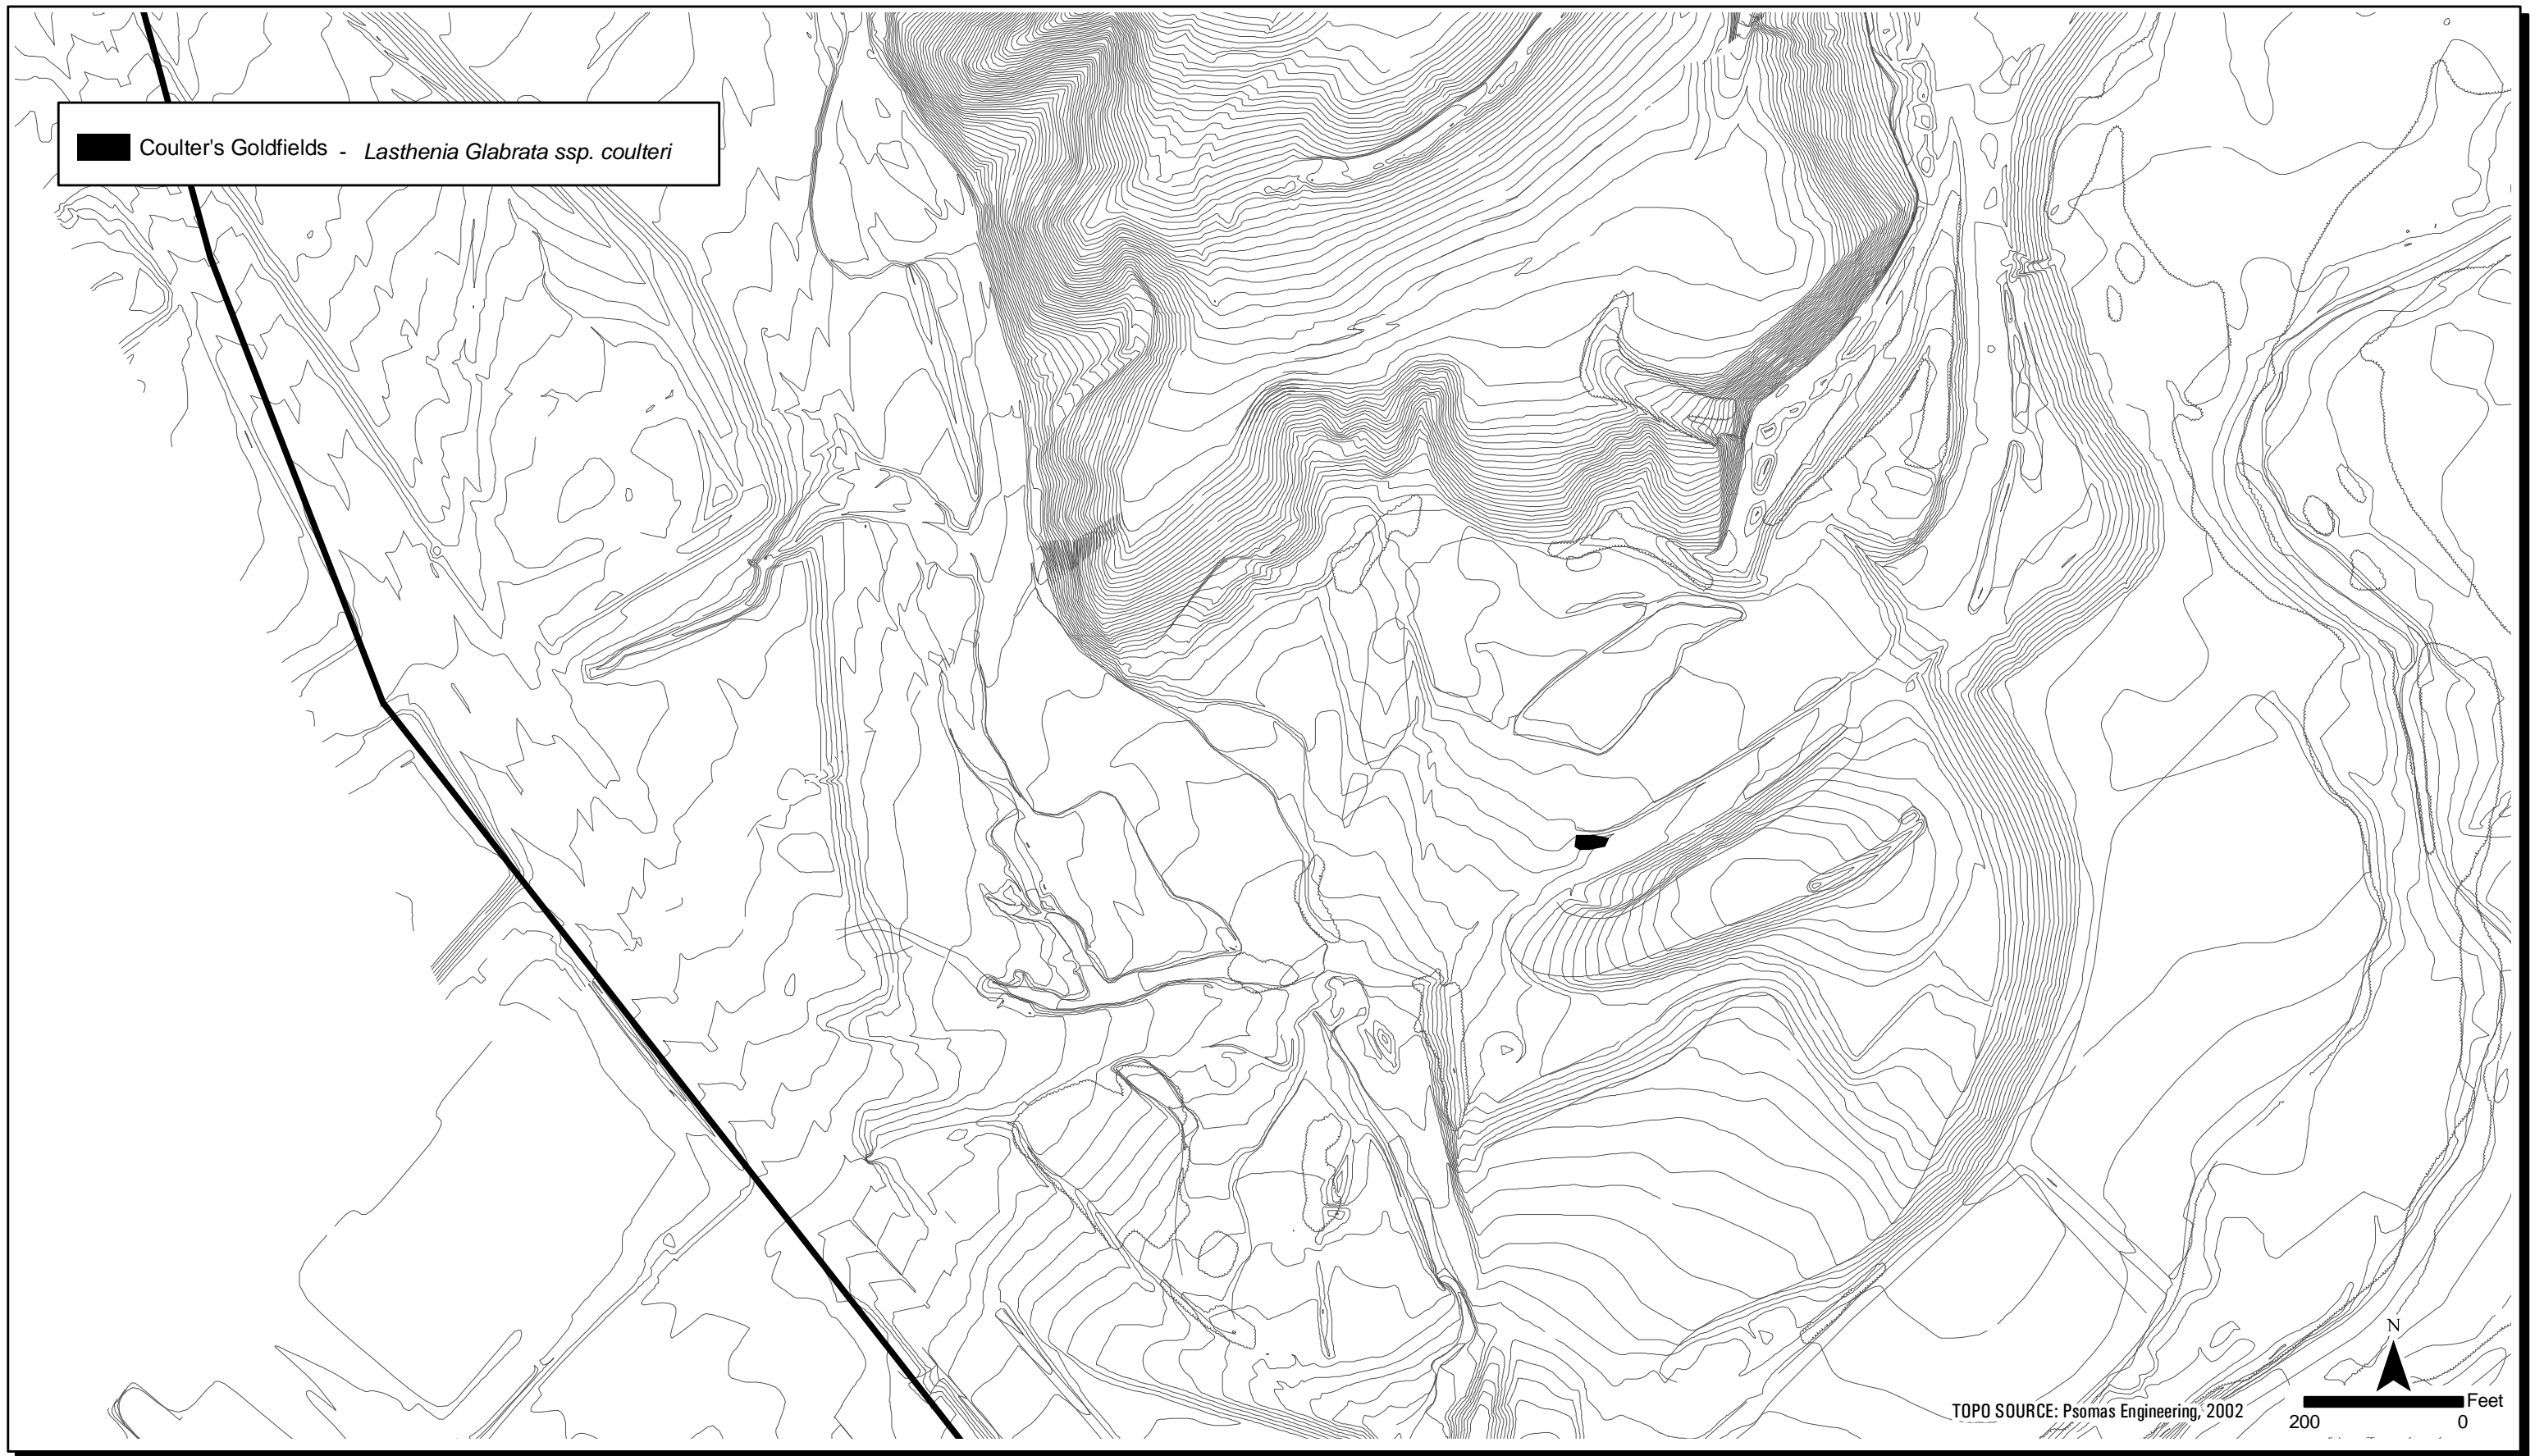 Coulter's Goldfields - Lasthenia Glabrata ssp. coulteri
N
TOPO SOURCE: Psomas Engineering, 2002
Feet
200 0